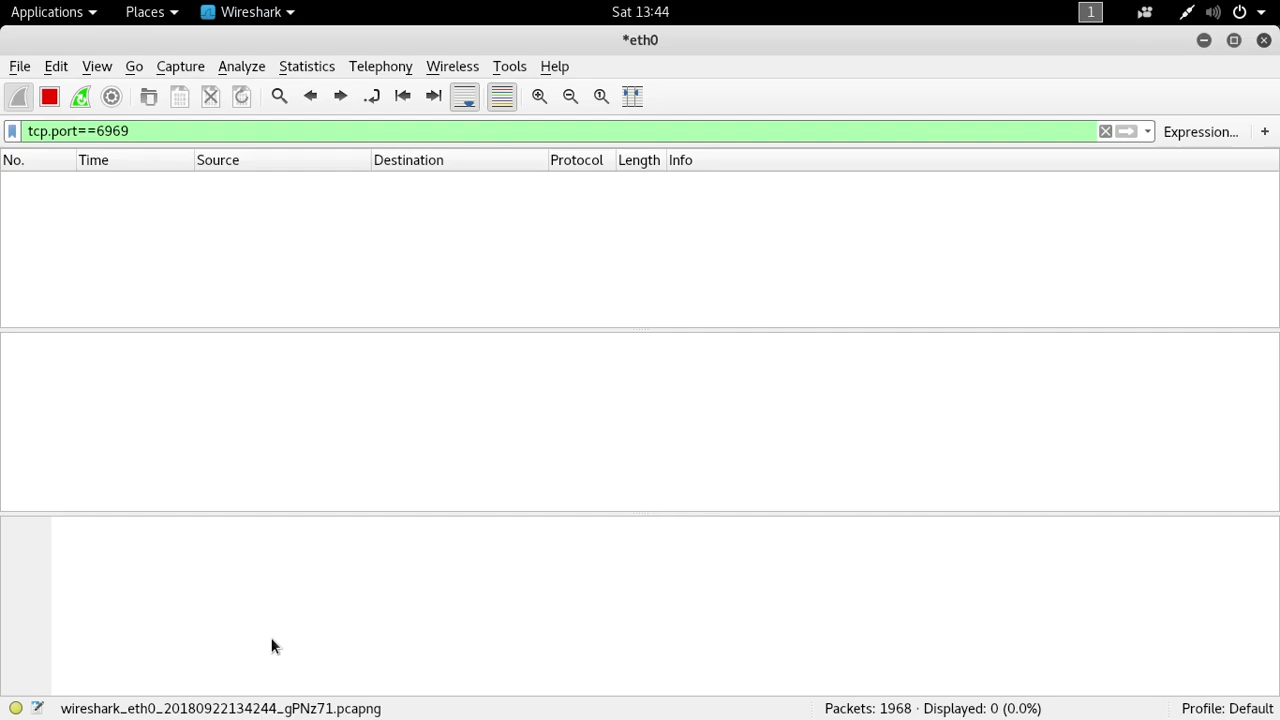 Applications Places Wireshark Sat 13:44 1
*eth0
File Edit View Go Capture Analyze Statistics Telephony Wireless Tools Help
tcp.port==6969 Expression... +
No. Time Source Destination Protocol Length Info
wireshark_eth0_20180922134244_gPNz71.pcapng Packets: 1968 · Displayed: 0 (0.0%) Profile: Default